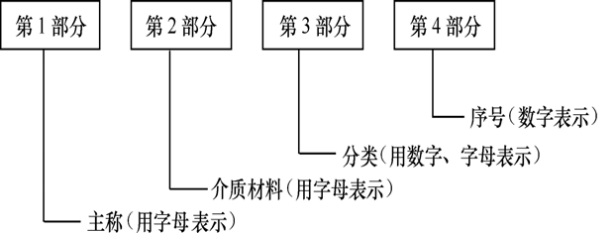 第1部分 第2部分 第3部分 第4部分
序号(数字表示)
分类(用数字、字母表示)
介质材料(用字母表示)
主称(用字母表示)